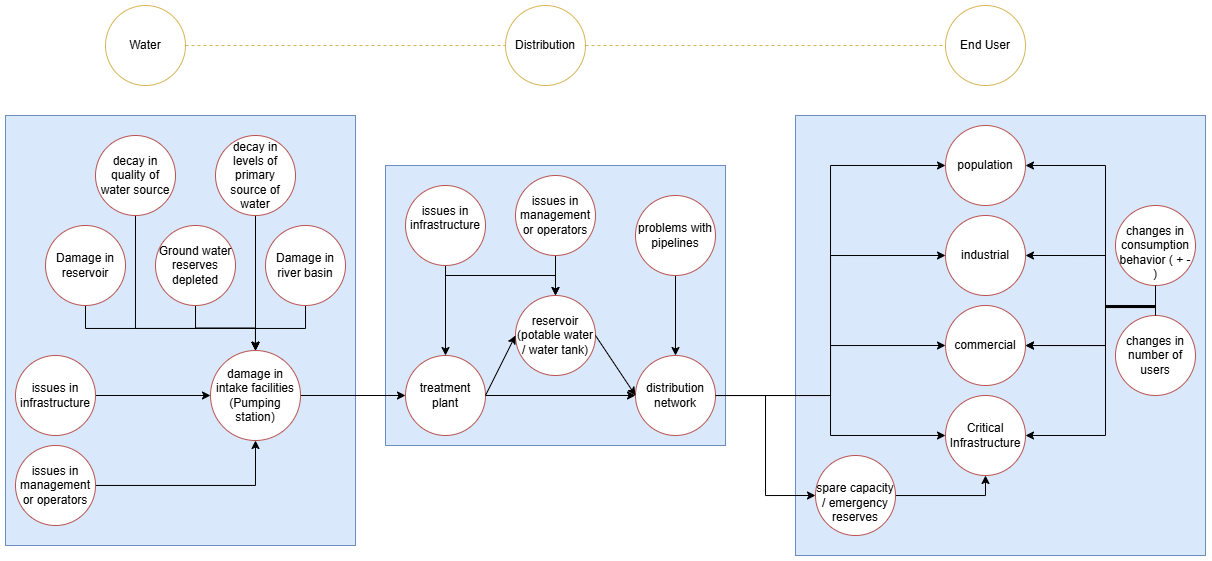 Water
Distribution
End User
decay in
quality of
water source
decay in
levels of
primary
source of
water
Damage in
reservoir
Ground water
reserves
depleted
Damage in
river basin
issues in
infrastructure
damage in
intake facilities
(Pumping
station)
issues in
management
or operators
issues in
infrastructure
issues in
management
or operators
problems with
pipelines
reservoir
(potable water
/ water tank)
treatment
plant
distribution
network
population
industrial
commercial
Critical
Infrastructure
spare capacity
/ emergency
reserves
changes in
consumption
behavior ( + -
)
changes in
number of
users